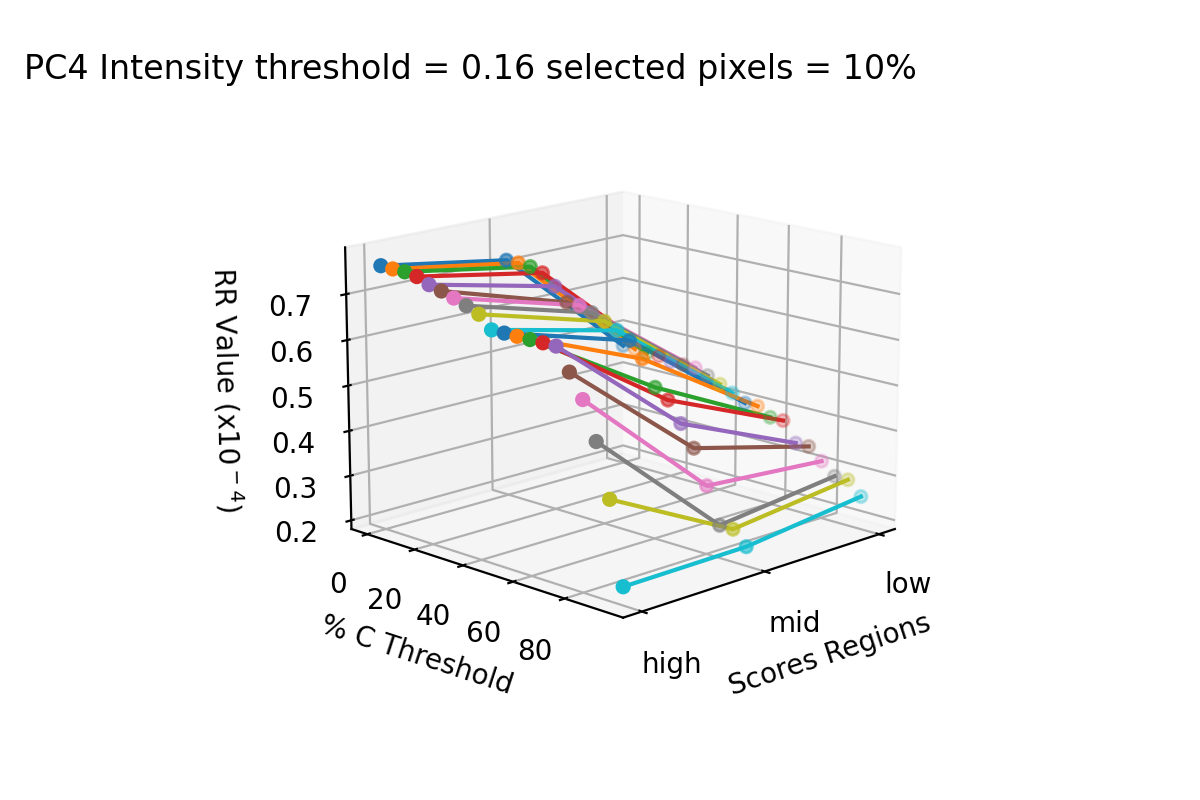 PC4 Intensity threshold = 0.16 selected pixels = 10%
RR Value (x10⁻⁴)
0.7
0.6
0.5
0.4
0.3
0.2
0
20
40
60
80
% C Threshold
high
mid
low
Scores Regions